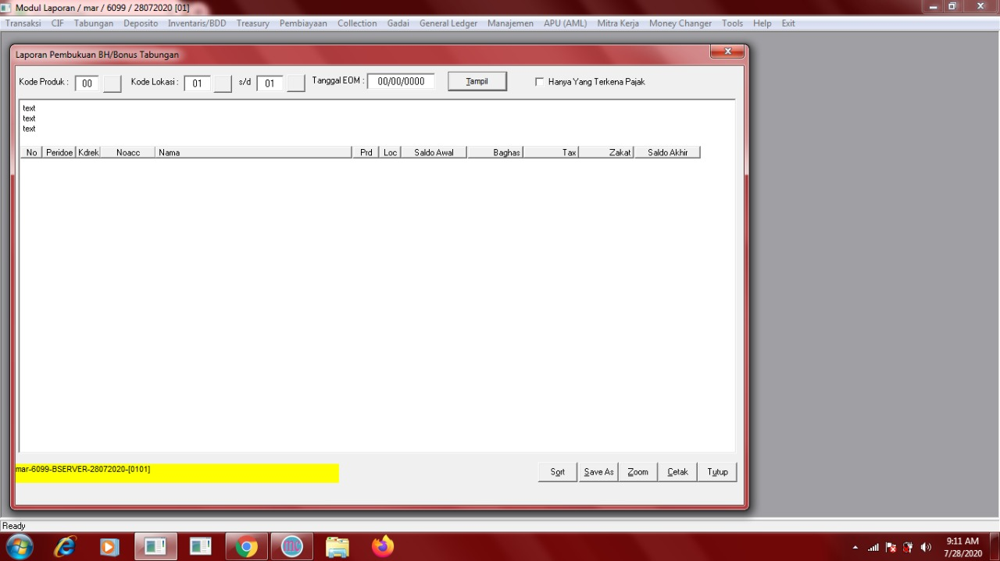 Modul Laporan / mar / 6099 / 28072020 [01]
Transaksi CIF Tabungan Deposito Inventaris/BDD Treasury Pembiayaan Collection Gadai General Ledger Manajemen APU (AML) Mitra Kerja Money Changer Tools Help Exit
Laporan Pembukuan BH/Bonus Tabungan
Kode Produk : 00 Kode Lokasi : 01 s/d 01 Tanggal EOM : 00/00/0000 Tampil Hanya Yang Terkena Pajak
text
text
text
No Peridoe Kdrek Noacc Nama Prd Loc Saldo Awal Baghas Tax Zakat Saldo Akhir
mar-6099-BSERVER-28072020-[0101]
Sort Save As Zoom Cetak Tutup
Ready
9:11 AM
7/28/2020